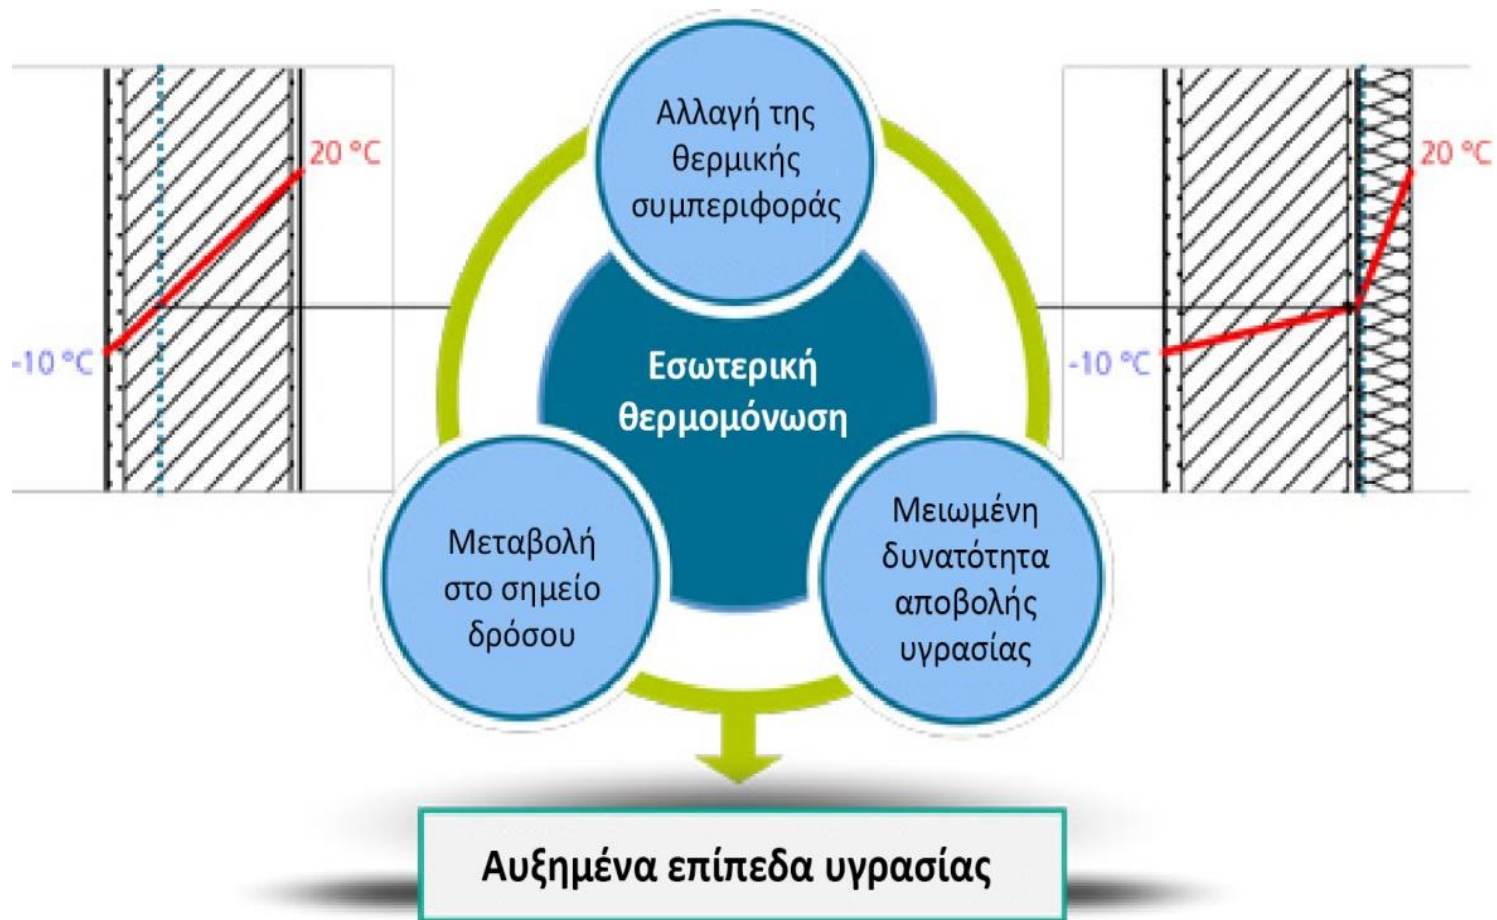 Αλλαγή της
θερμικής
συμπεριφοράς
20 °C
20 °C
-10 °C
-10 °C
Εσωτερική
θερμομόνωση
Μεταβολή
στο σημείο
δρόσου
Μειωμένη
δυνατότητα
αποβολής
υγρασίας
Αυξημένα επίπεδα υγρασίας